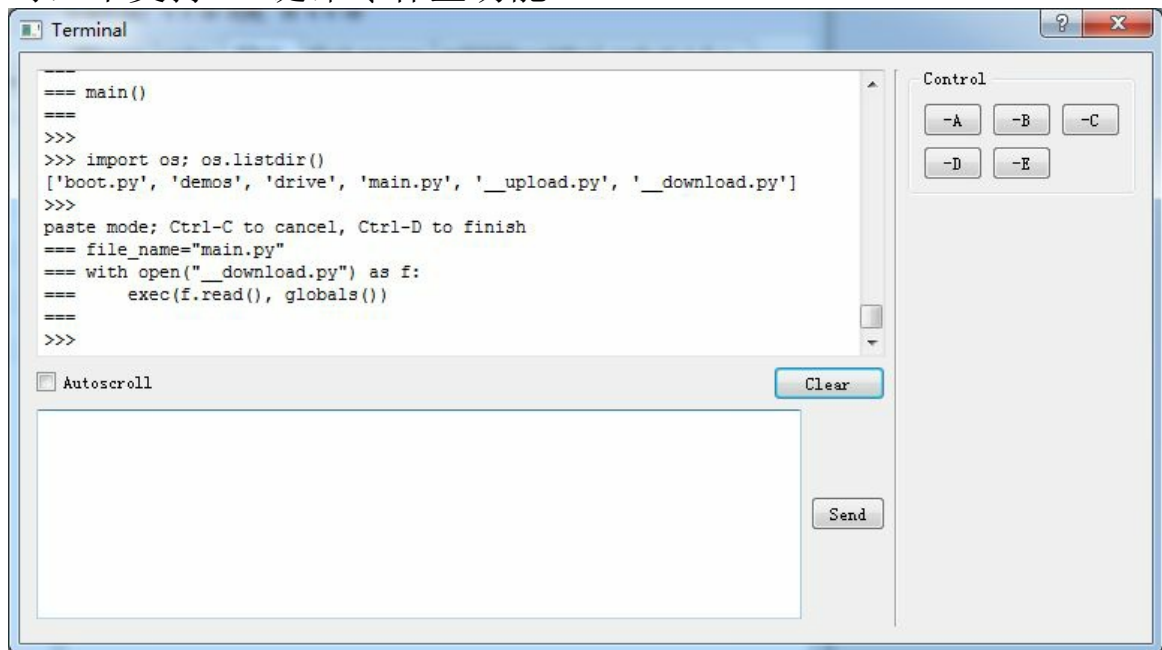 Terminal
=== main()
===
>>>
>>> import os; os.listdir()
['boot.py', 'demos', 'drive', 'main.py', '__upload.py', '__download.py']
>>>
paste mode; Ctrl-C to cancel, Ctrl-D to finish
=== file_name="main.py"
=== with open("__download.py") as f:
===     exec(f.read(), globals())
===
>>>
Autoscroll
Clear
Send
Control
-A -B -C
-D -E